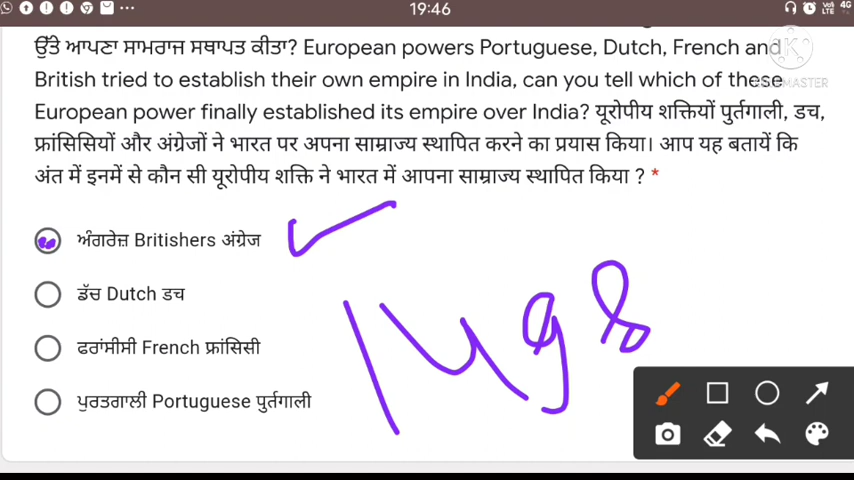 19:46
4G
VoI
LTE
ਉੱਤੇ ਆਪਣਾ ਸਾਮਰਾਜ ਸਥਾਪਤ ਕੀਤਾ? European powers Portuguese, Dutch, French and
British tried to establish their own empire in India, can you tell which of these
European power finally established its empire over India? यूरोपीय शक्तियों पुर्तगाली, डच,
फ्रांसिसियों और अंग्रेजों ने भारत पर अपना साम्राज्य स्थापित करने का प्रयास किया। आप यह बतायें कि
अंत में इनमें से कौन सी यूरोपीय शक्ति ने भारत में आपना साम्राज्य स्थापित किया ? *
ਅੰਗਰੇਜ਼ Britishers अंग्रेज
ਡੱਚ Dutch डच
ਫਰਾਂਸੀਸੀ French फ्रांसिसी
ਪੁਰਤਗਾਲੀ Portuguese पुर्तगाली
1498